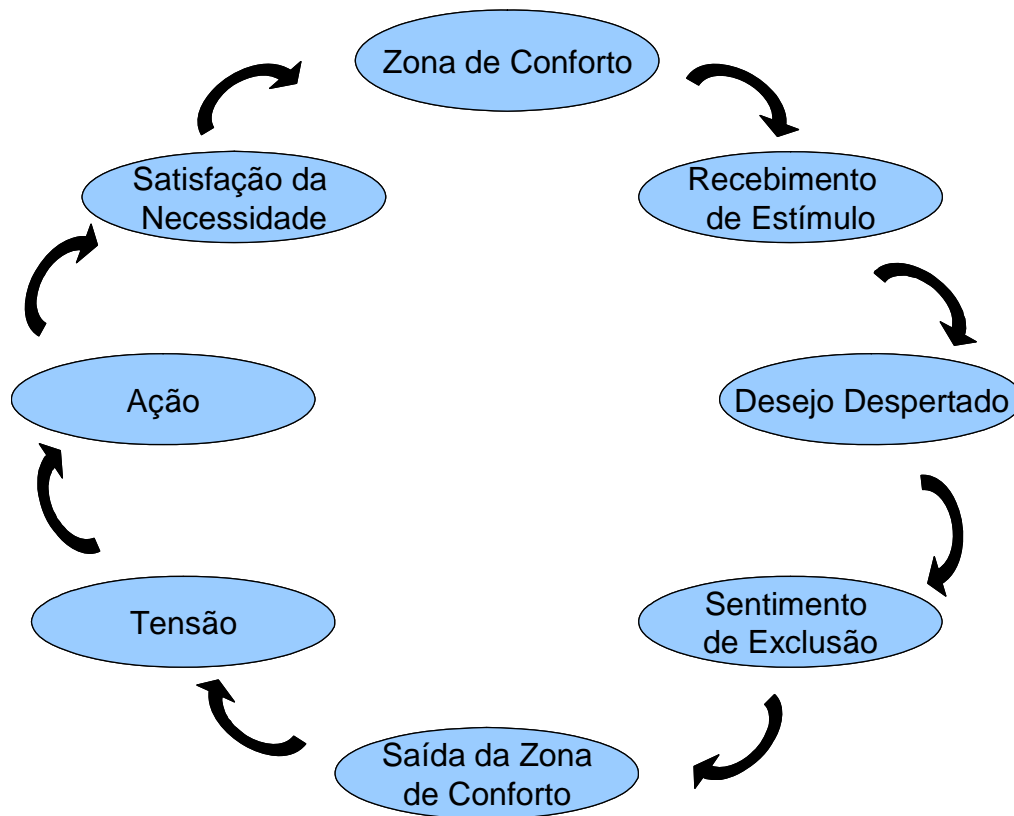 Zona de Conforto
Recebimento
de Estímulo
Desejo Despertado
Sentimento
de Exclusão
Saída da Zona
de Conforto
Tensão
Ação
Satisfação da
Necessidade